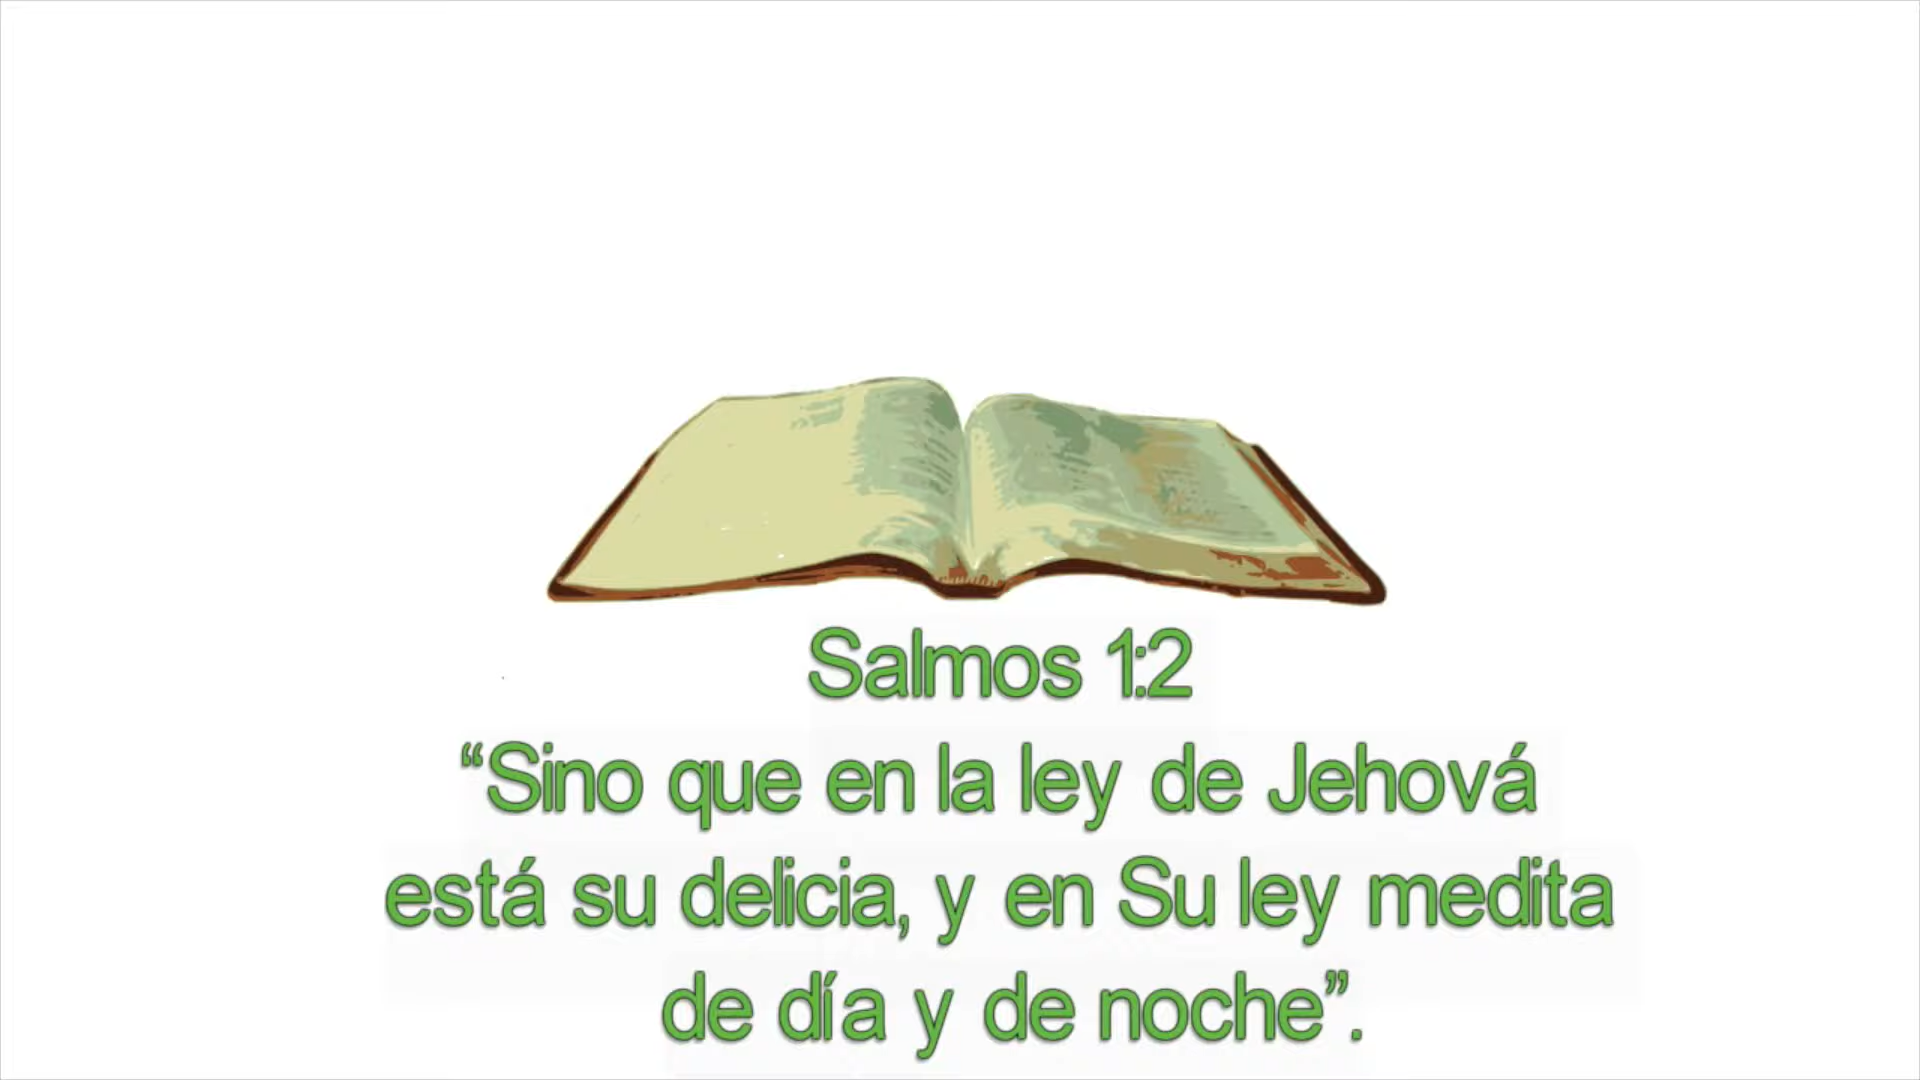 Salmos 1:2
“Sino que en la ley de Jehová
está su delicia, y en Su ley medita
de día y de noche”.